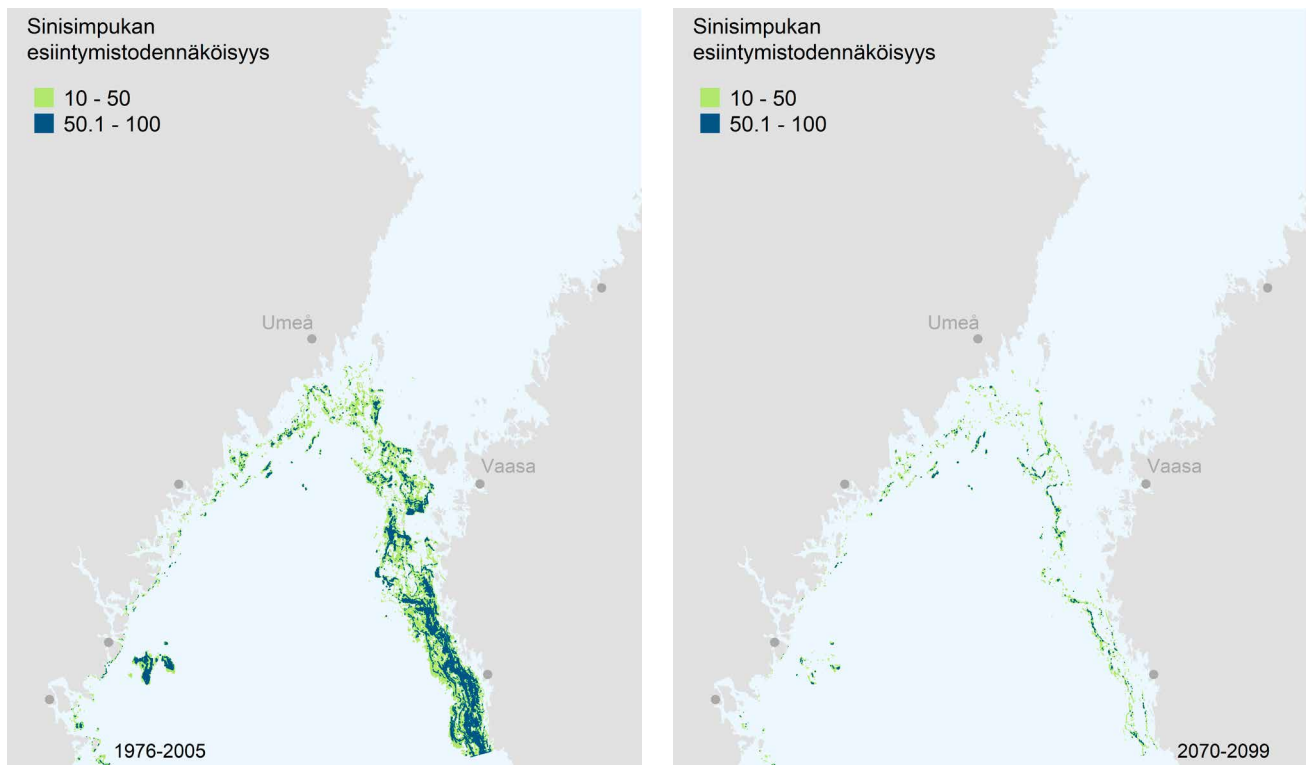 Sinisimpukan
esiintymistodennäköisyys
10 - 50
50.1 - 100
Umeå
Vaasa
1976-2005
Sinisimpukan
esiintymistodennäköisyys
10 - 50
50.1 - 100
Umeå
Vaasa
2070-2099